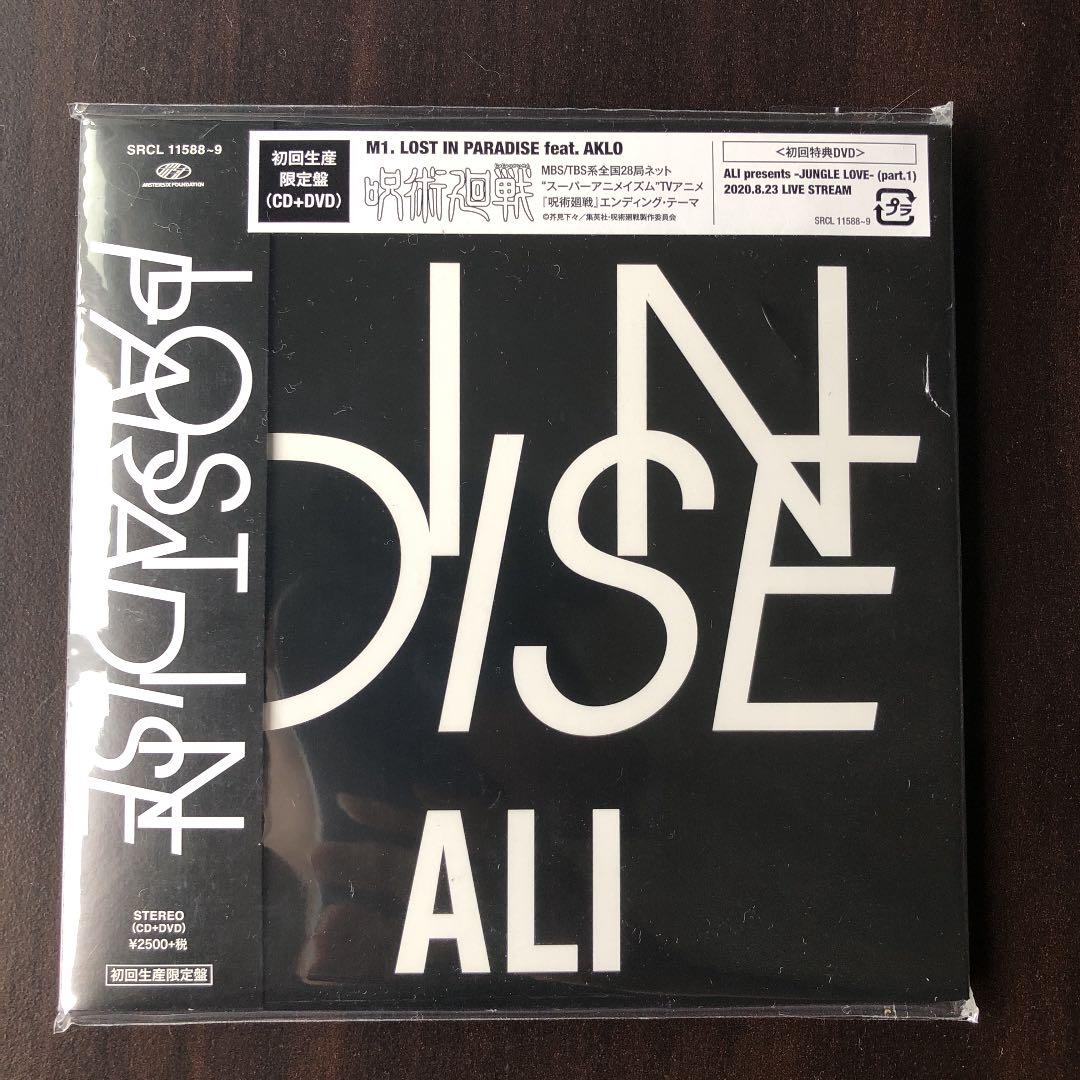 SRCL 11588~9
MASTERSIX FOUNDATION
LOST IN
PARADISE
STEREO
(CD+DVD)
¥2500+税
初回生産限定盤
初回生産
限定盤
(CD+DVD)
M1. LOST IN PARADISE feat. AKLO
呪術廻戦
MBS/TBS系全国28局ネット
“スーパーアニメイズム”TVアニメ
『呪術廻戦』エンディング・テーマ
©芥見下々／集英社・呪術廻戦製作委員会
<初回特典DVD>
ALI presents -JUNGLE LOVE- (part.1)
2020.8.23 LIVE STREAM
プラ
SRCL 11588~9
IN
DISE
ALI